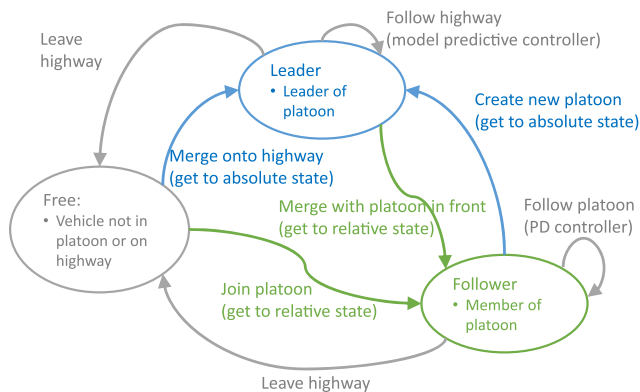 Follow highway
(model predictive controller)
Leave
highway
Leader
• Leader of
platoon
Create new platoon
(get to absolute state)
Merge onto highway
(get to absolute state)
Free:
• Vehicle not in
platoon or on
highway
Merge with platoon in front
(get to relative state)
Follow platoon
(PD controller)
Join platoon
(get to relative state)
Follower
• Member of
platoon
Leave highway